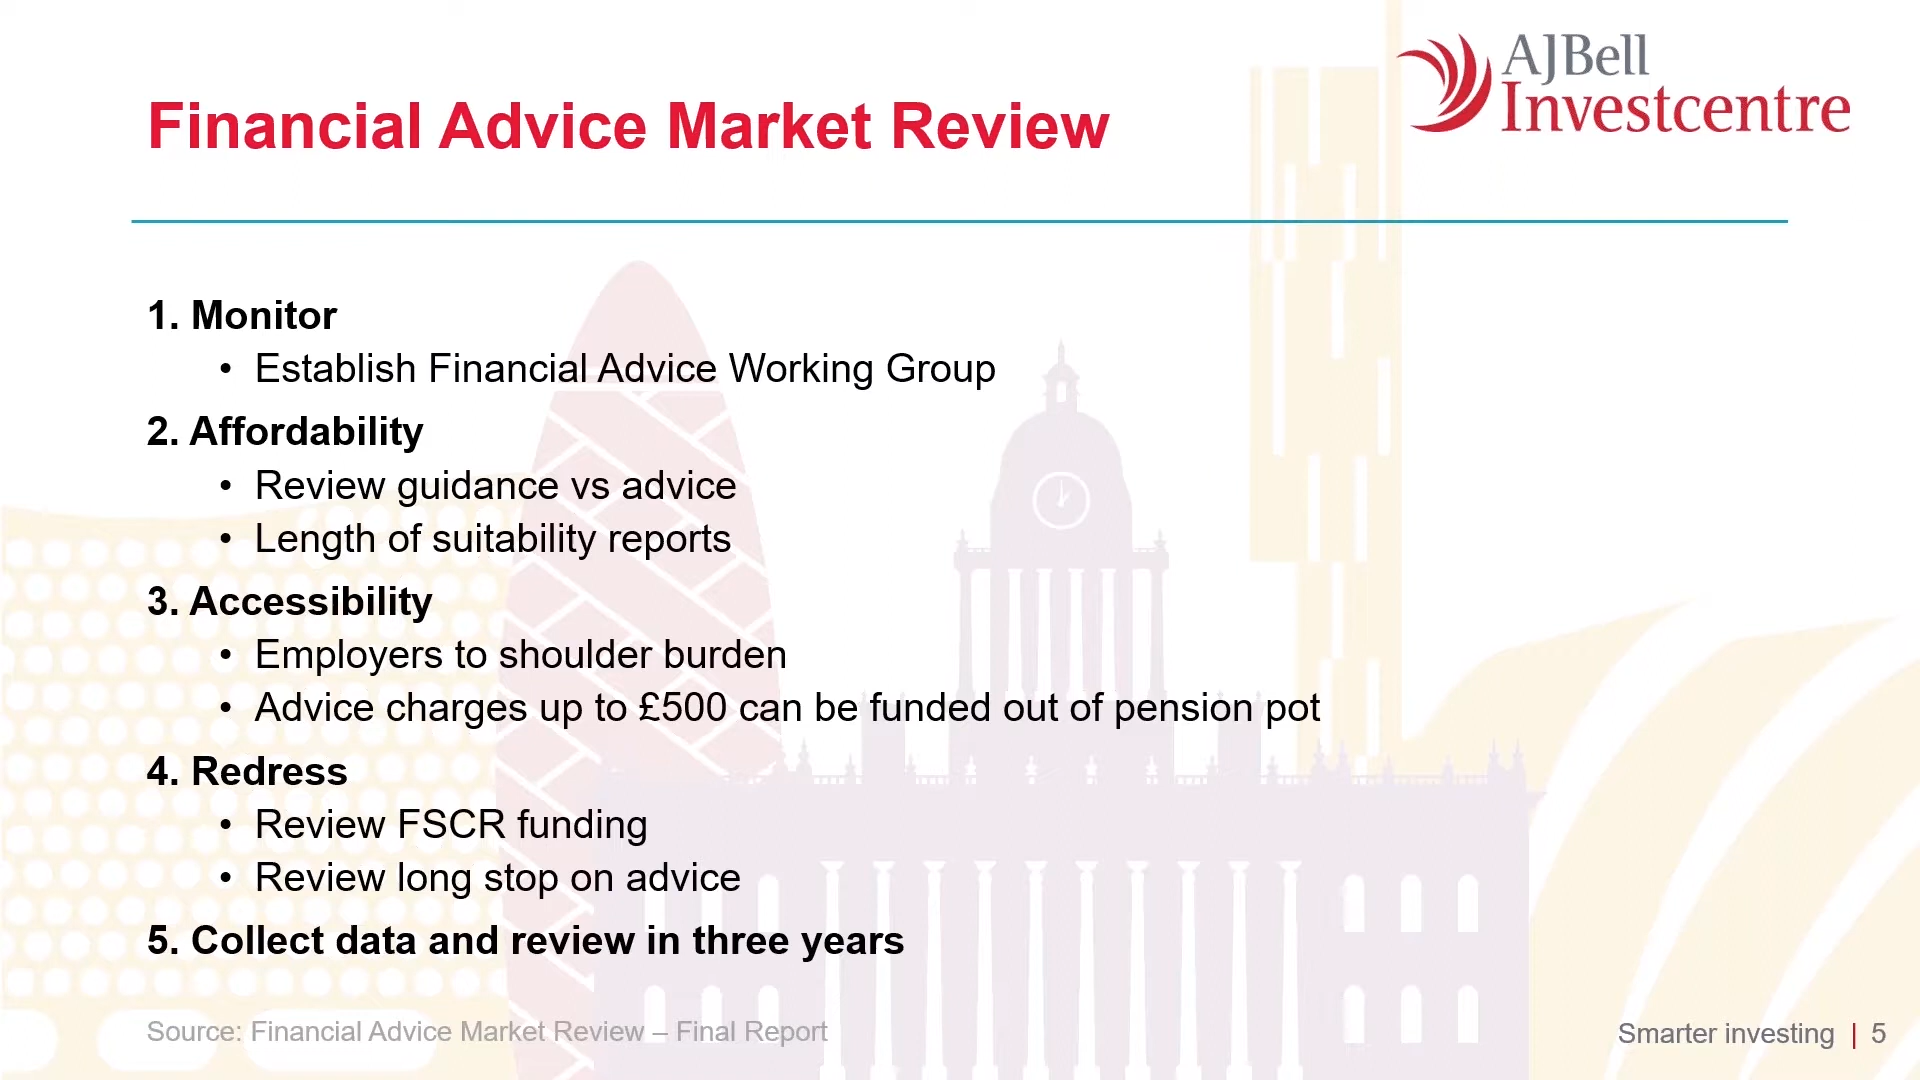 AJBell
Investcentre
Financial Advice Market Review
1. Monitor
• Establish Financial Advice Working Group
2. Affordability
• Review guidance vs advice
• Length of suitability reports
3. Accessibility
• Employers to shoulder burden
• Advice charges up to £500 can be funded out of pension pot
4. Redress
• Review FSCR funding
• Review long stop on advice
5. Collect data and review in three years
Source: Financial Advice Market Review – Final Report
Smarter investing | 5